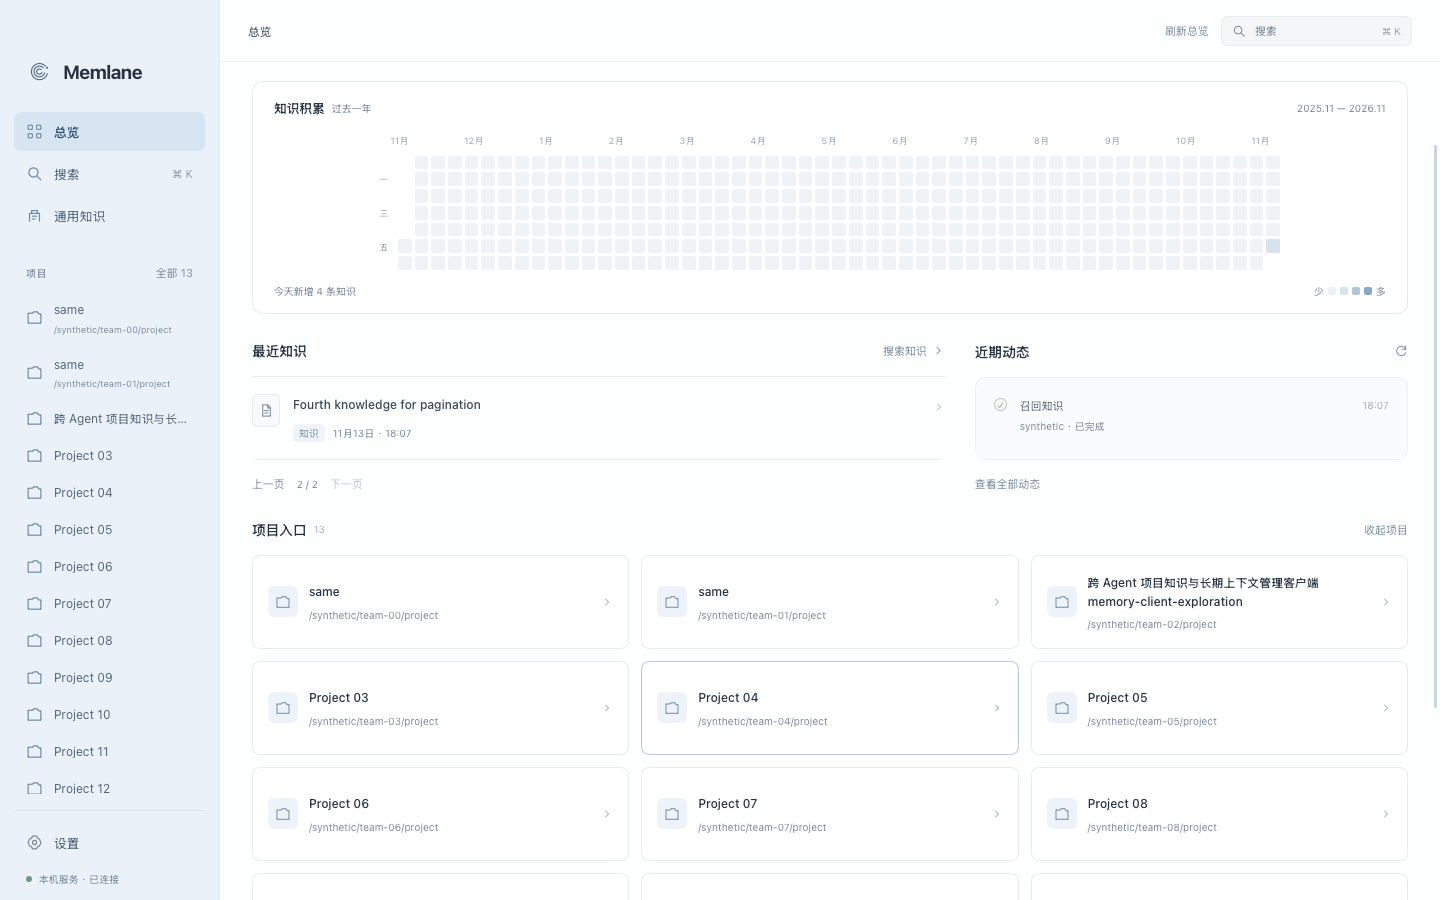 Memlane
总览
搜索 ⌘ K
通用知识
项目 全部 13
same
/synthetic/team-00/project
same
/synthetic/team-01/project
跨 Agent 项目知识与长...
Project 03
Project 04
Project 05
Project 06
Project 07
Project 08
Project 09
Project 10
Project 11
Project 12
设置
本机服务 · 已连接
总览
刷新总览
搜索 ⌘ K
知识积累 过去一年
2025.11 — 2026.11
11月 12月 1月 2月 3月 4月 5月 6月 7月 8月 9月 10月 11月
一
三
五
今天新增 4 条知识
少 多
最近知识
搜索知识
Fourth knowledge for pagination
知识 11月13日 · 18:07
上一页 2 / 2 下一页
近期动态
召回知识 18:07
synthetic · 已完成
查看全部动态
项目入口 13
收起项目
same
/synthetic/team-00/project
same
/synthetic/team-01/project
跨 Agent 项目知识与长期上下文管理客户端
memory-client-exploration
/synthetic/team-02/project
Project 03
/synthetic/team-03/project
Project 04
/synthetic/team-04/project
Project 05
/synthetic/team-05/project
Project 06
/synthetic/team-06/project
Project 07
/synthetic/team-07/project
Project 08
/synthetic/team-08/project